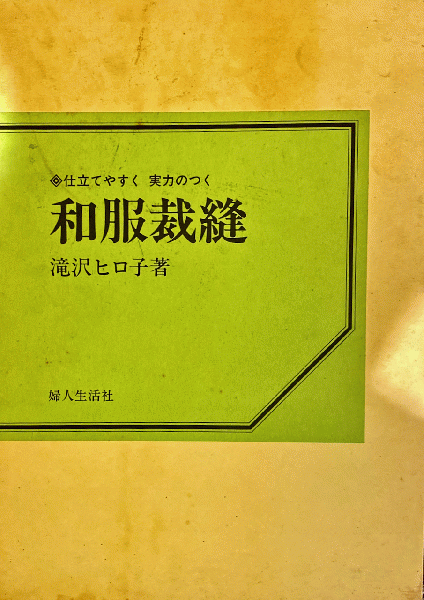 ◈仕立てやすく 実力のつく
和服裁縫
滝沢ヒロ子著
婦人生活社